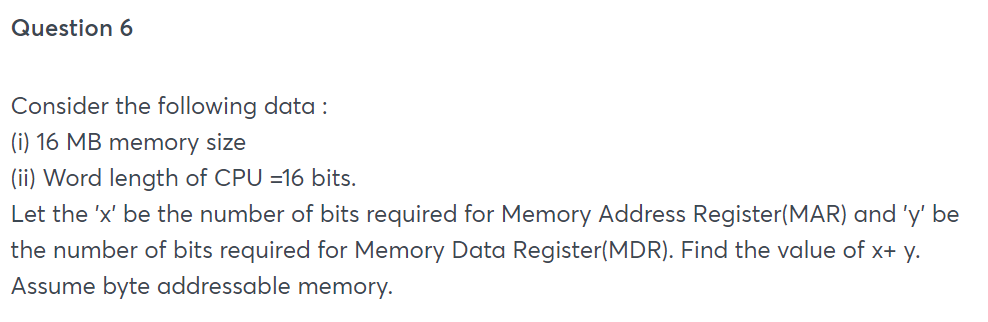 Question 6
Consider the following data :
(i) 16 MB memory size
(ii) Word length of CPU =16 bits.
Let the 'x' be the number of bits required for Memory Address Register(MAR) and 'y' be
the number of bits required for Memory Data Register(MDR). Find the value of x+ y.
Assume byte addressable memory.